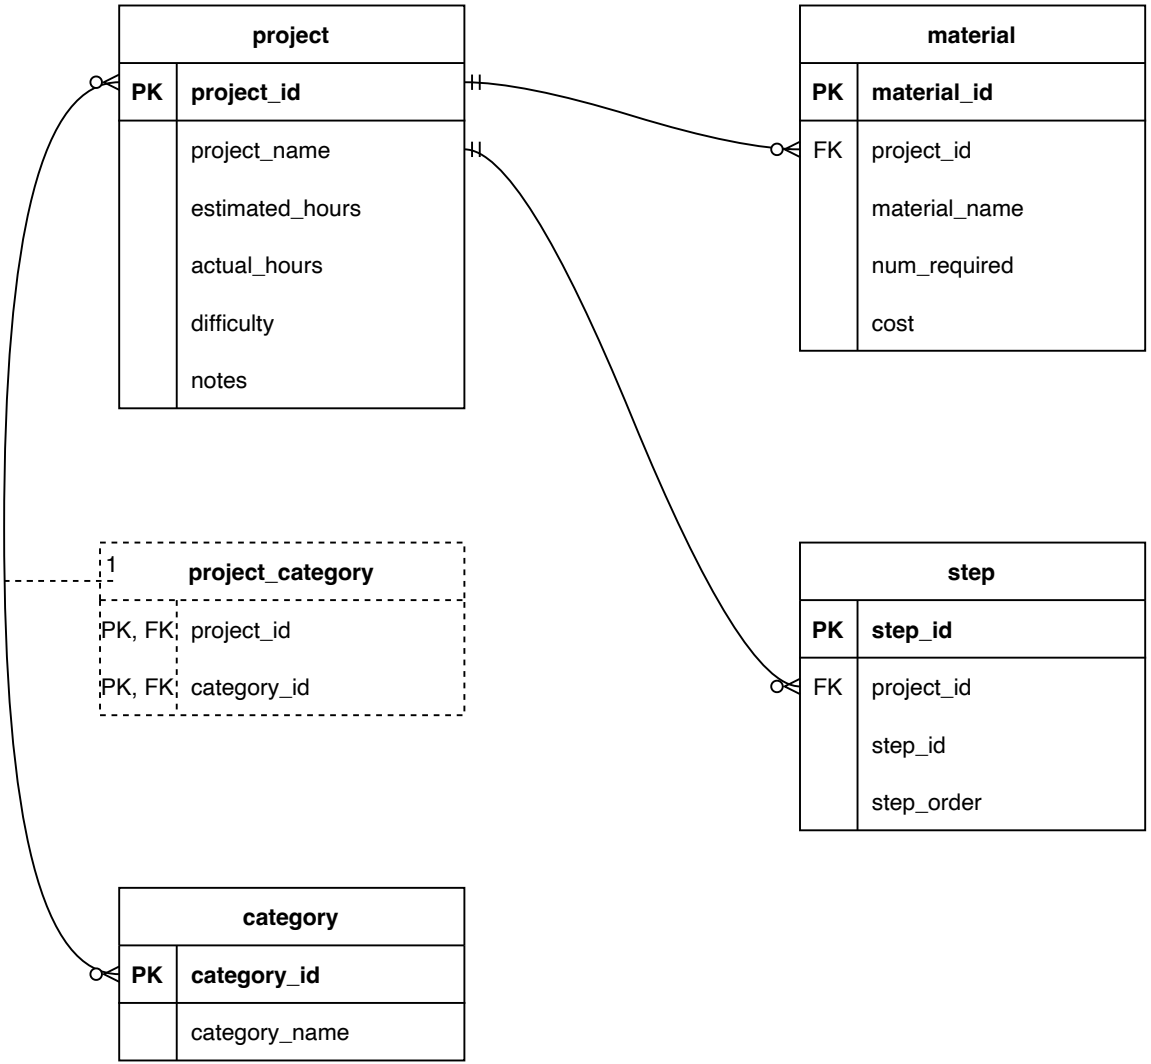 project
PK project_id
project_name
estimated_hours
actual_hours
difficulty
notes
material
PK material_id
FK project_id
material_name
num_required
cost
1
project_category
PK, FK project_id
PK, FK category_id
step
PK step_id
FK project_id
step_id
step_order
category
PK category_id
category_name